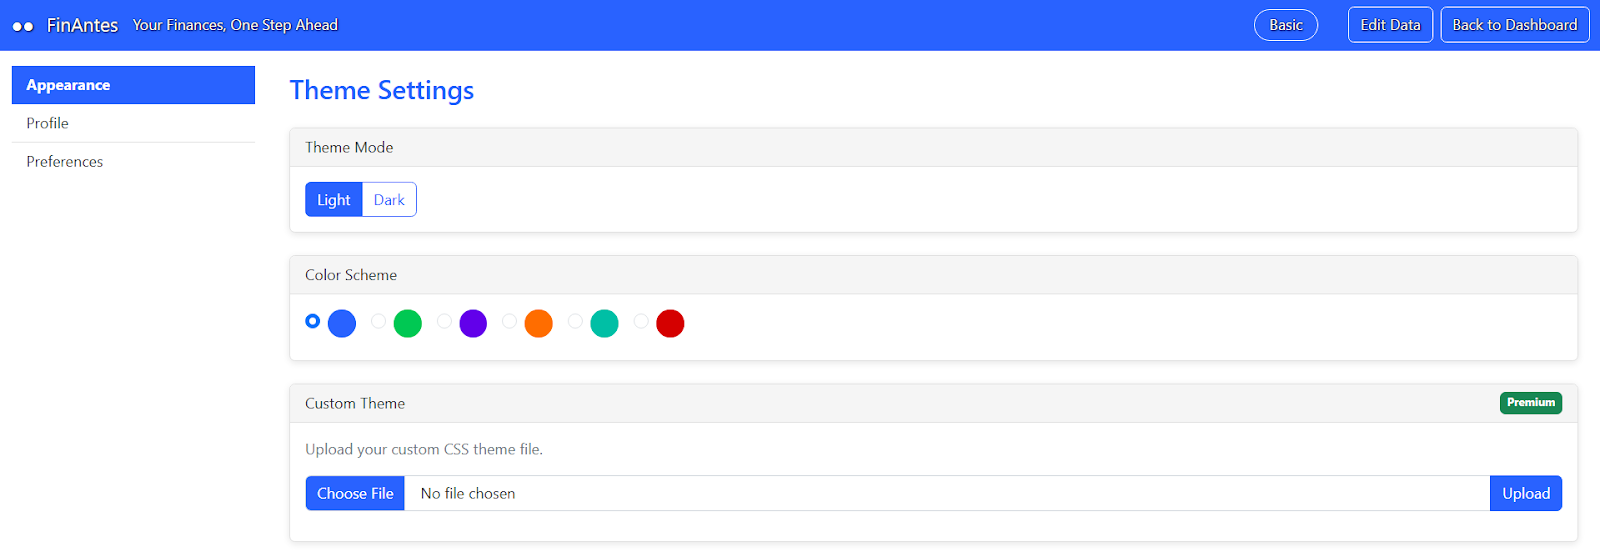 FinAntes Your Finances, One Step Ahead Basic Edit Data Back to Dashboard
Appearance
Profile
Preferences
Theme Settings
Theme Mode
Light Dark
Color Scheme
Custom Theme Premium
Upload your custom CSS theme file.
Choose File No file chosen Upload